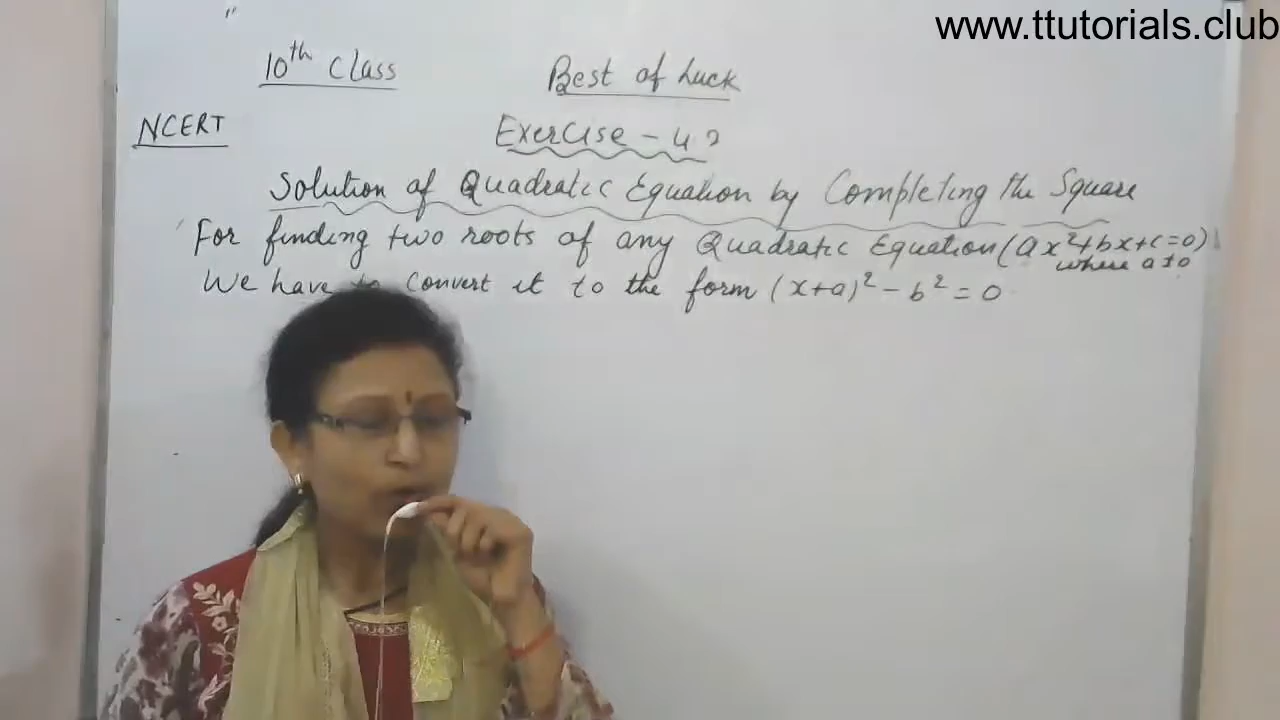 www.ttutorials.club
10th Class
Best of Luck
NCERT
Exercise - 4.3
Solution of Quadratic Equation by Completing the Square
For finding two roots of any Quadratic Equation (ax²+bx+c=0)
where a≠0
We have to convert it to the form (x+a)² - b² = 0